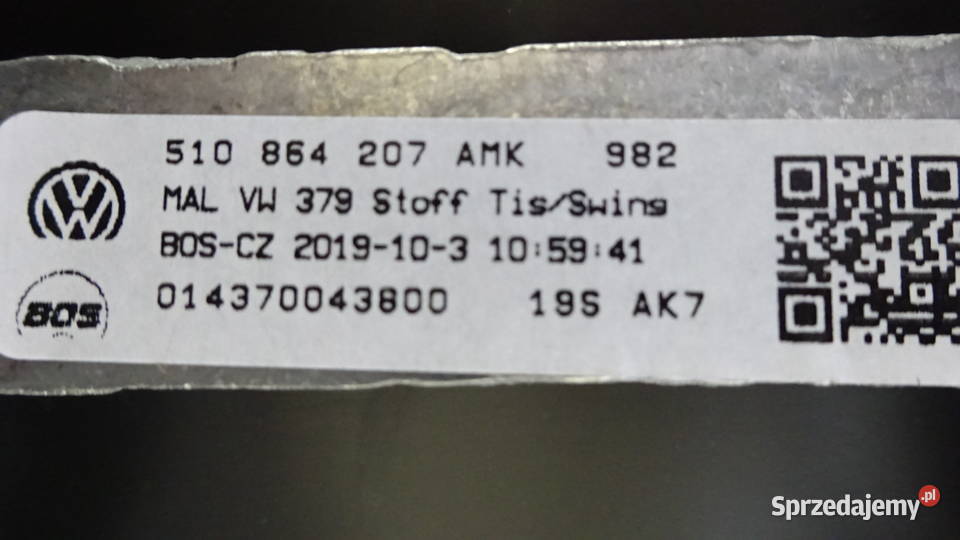 510 864 207 AMK 982
MAL VW 379 Stoff Tis/Swing
BOS-CZ 2019-10-3 10:59:41
014370043800 19S AK7
BOS
Sprzedajemy.pl